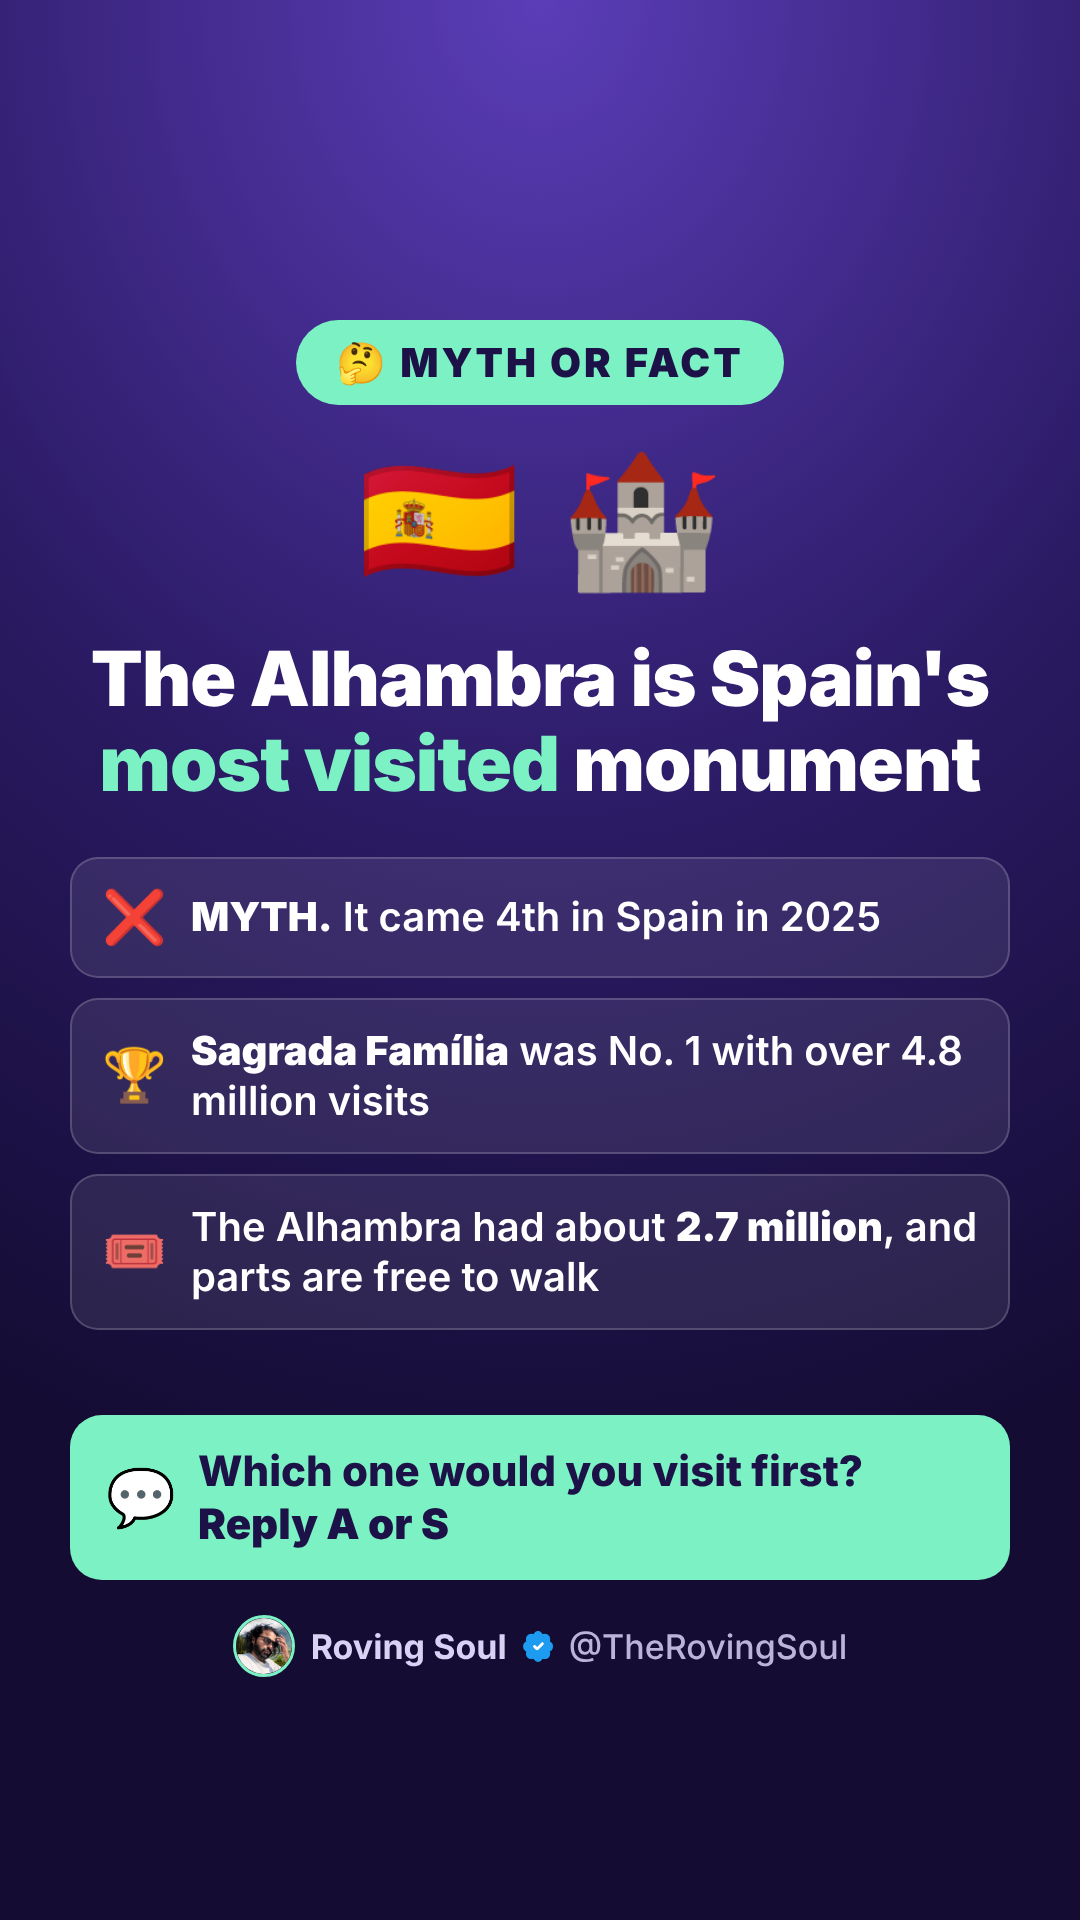 🤔 MYTH OR FACT
The Alhambra is Spain's
most visited monument
❌ MYTH. It came 4th in Spain in 2025
🏆 Sagrada Família was No. 1 with over 4.8
million visits
🎟️ The Alhambra had about 2.7 million, and
parts are free to walk
💬 Which one would you visit first?
Reply A or S
Roving Soul @TheRovingSoul